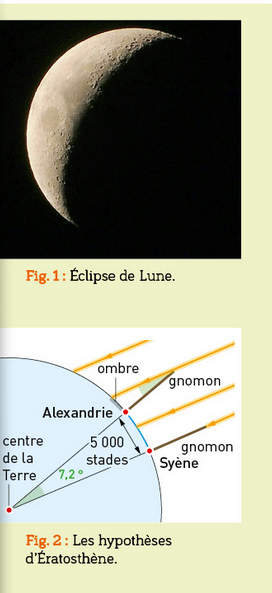 Fig. 1 : Éclipse de Lune.
ombre
gnomon
Alexandrie
centre
de la
Terre
5 000
stades
7,2°
gnomon
Syène
Fig. 2 : Les hypothèses
d'Ératosthène.